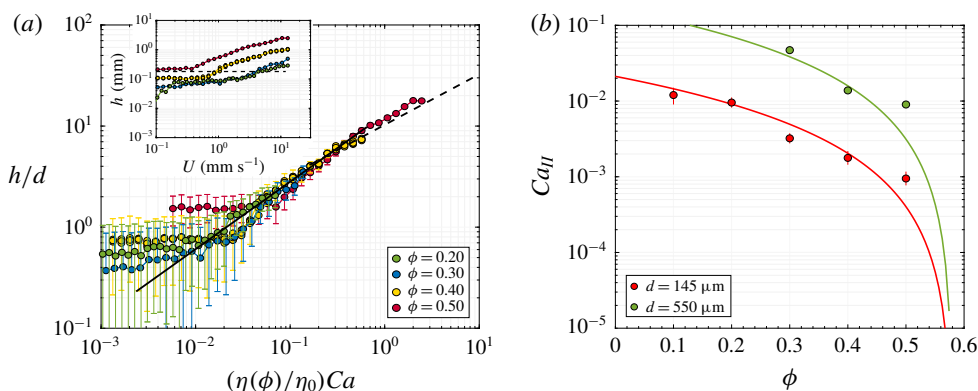 (a)
10²
10¹
10⁰
10⁻¹
h/d
10⁻³ 10⁻² 10⁻¹ 10⁰ 10¹
(η(ϕ)/η₀)Ca
10²
10¹
10⁰
10⁻¹
10⁻²
10⁻³
h (mm)
10⁻¹ 10⁰ 10¹
U (mm s⁻¹)
ϕ = 0.20
ϕ = 0.30
ϕ = 0.40
ϕ = 0.50
(b)
10⁻¹
10⁻²
10⁻³
10⁻⁴
10⁻⁵
Ca_II
0 0.1 0.2 0.3 0.4 0.5 0.6
ϕ
d = 145 μm
d = 550 μm